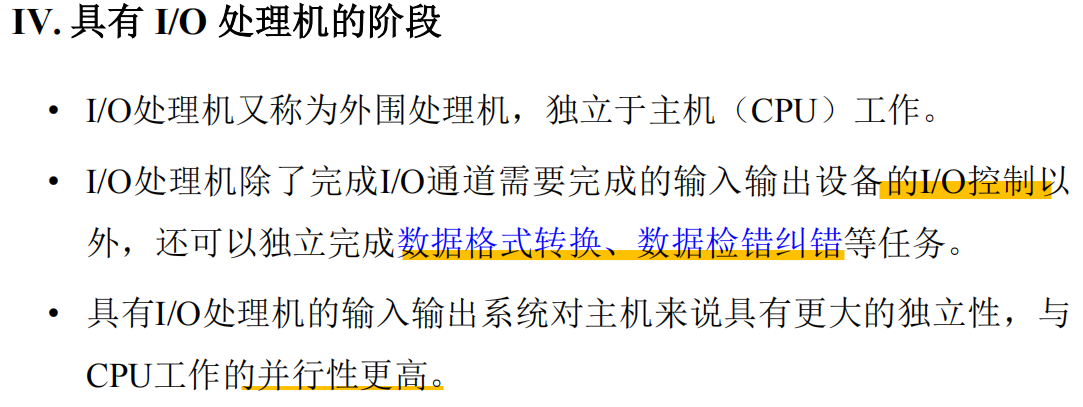 IV. 具有 I/O 处理机的阶段
• I/O处理机又称为外围处理机，独立于主机（CPU）工作。
• I/O处理机除了完成I/O通道需要完成的输入输出设备的I/O控制以
外，还可以独立完成数据格式转换、数据检错纠错等任务。
• 具有I/O处理机的输入输出系统对主机来说具有更大的独立性，与
CPU工作的并行性更高。